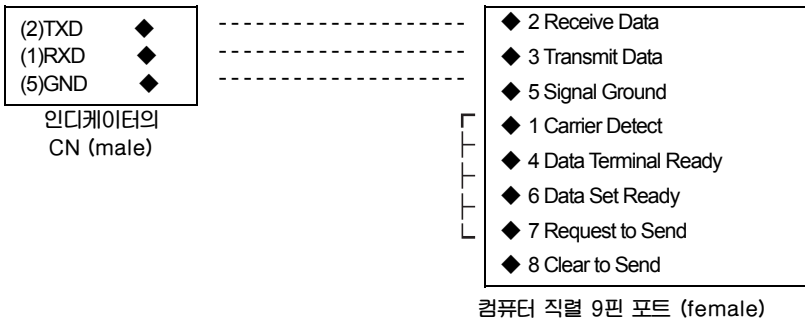 (2)TXD ◆
(1)RXD ◆
(5)GND ◆
인디케이터의
CN (male)
◆ 2 Receive Data
◆ 3 Transmit Data
◆ 5 Signal Ground
◆ 1 Carrier Detect
◆ 4 Data Terminal Ready
◆ 6 Data Set Ready
◆ 7 Request to Send
◆ 8 Clear to Send
컴퓨터 직렬 9핀 포트 (female)